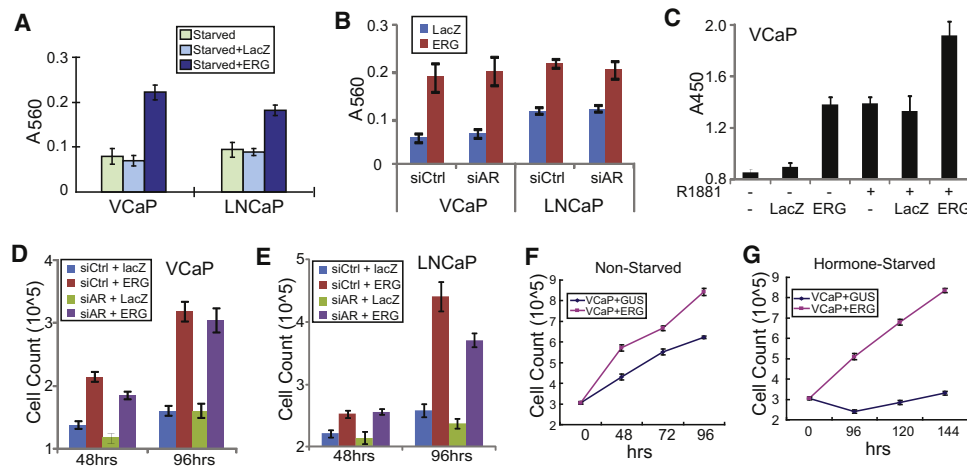 A
Starved
Starved+LacZ
Starved+ERG
A560
0.3
0.2
0.1
0
VCaP
LNCaP
B
LacZ
ERG
A560
0.3
0.2
0.1
0
siCtrl
siAR
siCtrl
siAR
VCaP
LNCaP
C
VCaP
A450
2.0
1.6
1.2
0.8
R1881
- - - + + +
- LacZ ERG - LacZ ERG
D
siCtrl + lacZ
siCtrl + ERG
siAR + LacZ
siAR + ERG
VCaP
Cell Count (10^5)
4
3
2
1
48hrs
96hrs
E
siCtrl + lacZ
siCtrl + ERG
siAR + LacZ
siAR + ERG
LNCaP
Cell Count (10^5)
5
4
3
2
48hrs
96hrs
F
Non-Starved
VCaP+GUS
VCaP+ERG
Cell Count (10^5)
10
8
6
4
2
0
48
72
96
hrs
G
Hormone-Starved
VCaP+GUS
VCaP+ERG
Cell Count (10^5)
9
8
7
6
5
4
3
2
0
96
120
144
hrs